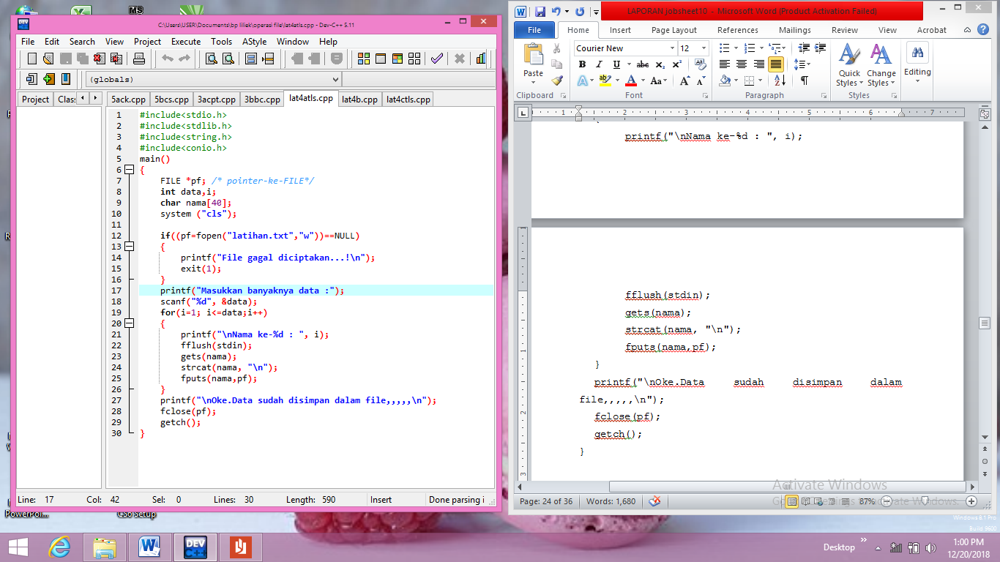 MS
C:\Users\USER\Documents\bp filiek\operasi file\lat4atls.cpp - Dev-C++ 5.11
File Edit Search View Project Execute Tools AStyle Window Help
(globals)
Project Clas
5ack.cpp 5bcs.cpp 3acpt.cpp 3bbc.cpp lat4atls.cpp lat4b.cpp lat4ctls.cpp
1 #include<stdio.h>
2 #include<stdlib.h>
3 #include<string.h>
4 #include<conio.h>
5 main()
6 {
7 FILE *pf; /* pointer-ke-FILE*/
8 int data,i;
9 char nama[40];
10 system ("cls");
11
12 if((pf=fopen("latihan.txt","w"))==NULL)
13 {
14 printf("File gagal diciptakan...!\n");
15 exit(1);
16 }
17 printf("Masukkan banyaknya data :");
18 scanf("%d", &data);
19 for(i=1; i<=data;i++)
20 {
21 printf("\nNama ke-%d : ", i);
22 fflush(stdin);
23 gets(nama);
24 strcat(nama, "\n");
25 fputs(nama,pf);
26 }
27 printf("\nOke.Data sudah disimpan dalam file,,,,,\n");
28 fclose(pf);
29 getch();
30 }
Line: 17 Col: 42 Sel: 0 Lines: 30 Length: 590 Insert Done parsing i
PowerPoi... CS6 Setup
LAPORAN jobsheet10 - Microsoft Word (Product Activation Failed)
File Home Insert Page Layout References Mailings Review View Acrobat
Courier New 12
Paste
Quick Styles
Change Styles
Editing
Clipboard Font Paragraph Styles
1 2 3 4 5 6 7
printf("\nNama ke-%d : ", i);
fflush(stdin);
gets(nama);
strcat(nama, "\n");
fputs(nama,pf);
}
printf("\nOke.Data sudah disimpan dalam
file,,,,,\n");
fclose(pf);
getch();
}
Activate Windows
Page: 24 of 36 Words: 1,680 87%
Windows 8.1 Pro
Build 9600
Desktop
1:00 PM
12/20/2018